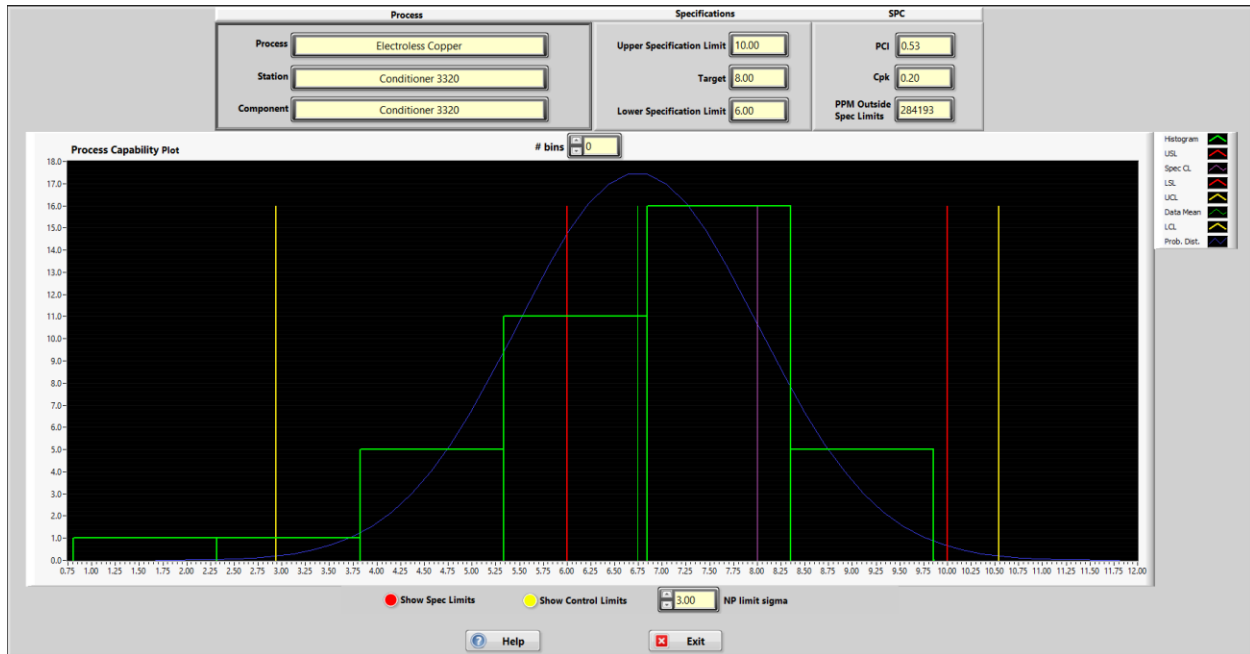 Process
Specifications
SPC
Process
Electroless Copper
Upper Specification Limit
10.00
PCI
0.53
Station
Conditioner 3320
Target
8.00
Cpk
0.20
Component
Conditioner 3320
Lower Specification Limit
6.00
PPM Outside
Spec Limits
284193
Process Capability Plot
# bins
0
Histogram
USL
Spec CL
LSL
UCL
Data Mean
LCL
Prob. Dist.
18.0
17.0
16.0
15.0
14.0
13.0
12.0
11.0
10.0
9.0
8.0
7.0
6.0
5.0
4.0
3.0
2.0
1.0
0.0
0.75 1.00 1.25 1.50 1.75 2.00 2.25 2.50 2.75 3.00 3.25 3.50 3.75 4.00 4.25 4.50 4.75 5.00 5.25 5.50 5.75 6.00 6.25 6.50 6.75 7.00 7.25 7.50 7.75 8.00 8.25 8.50 8.75 9.00 9.25 9.50 9.75 10.00 10.25 10.50 10.75 11.00 11.25 11.50 11.75 12.00
Show Spec Limits
Show Control Limits
3.00
NP limit sigma
? Help
Exit